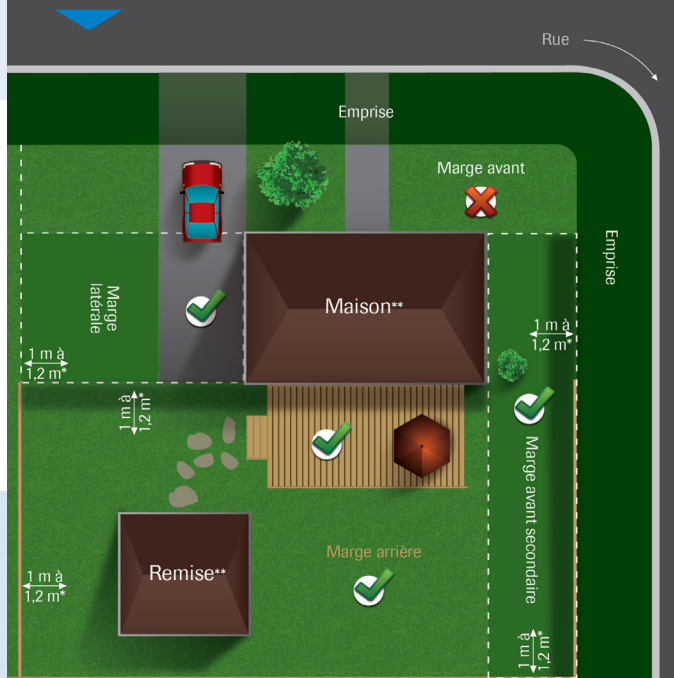 Rue
Emprise
Marge avant
Emprise
Marge
latérale
Maison**
1 m à
1,2 m*
1 m à
1,2 m*
1 m à
1,2 m*
Marge avant secondaire
Marge arrière
Remise**
1 m à
1,2 m*
1 m à
1,2 m*